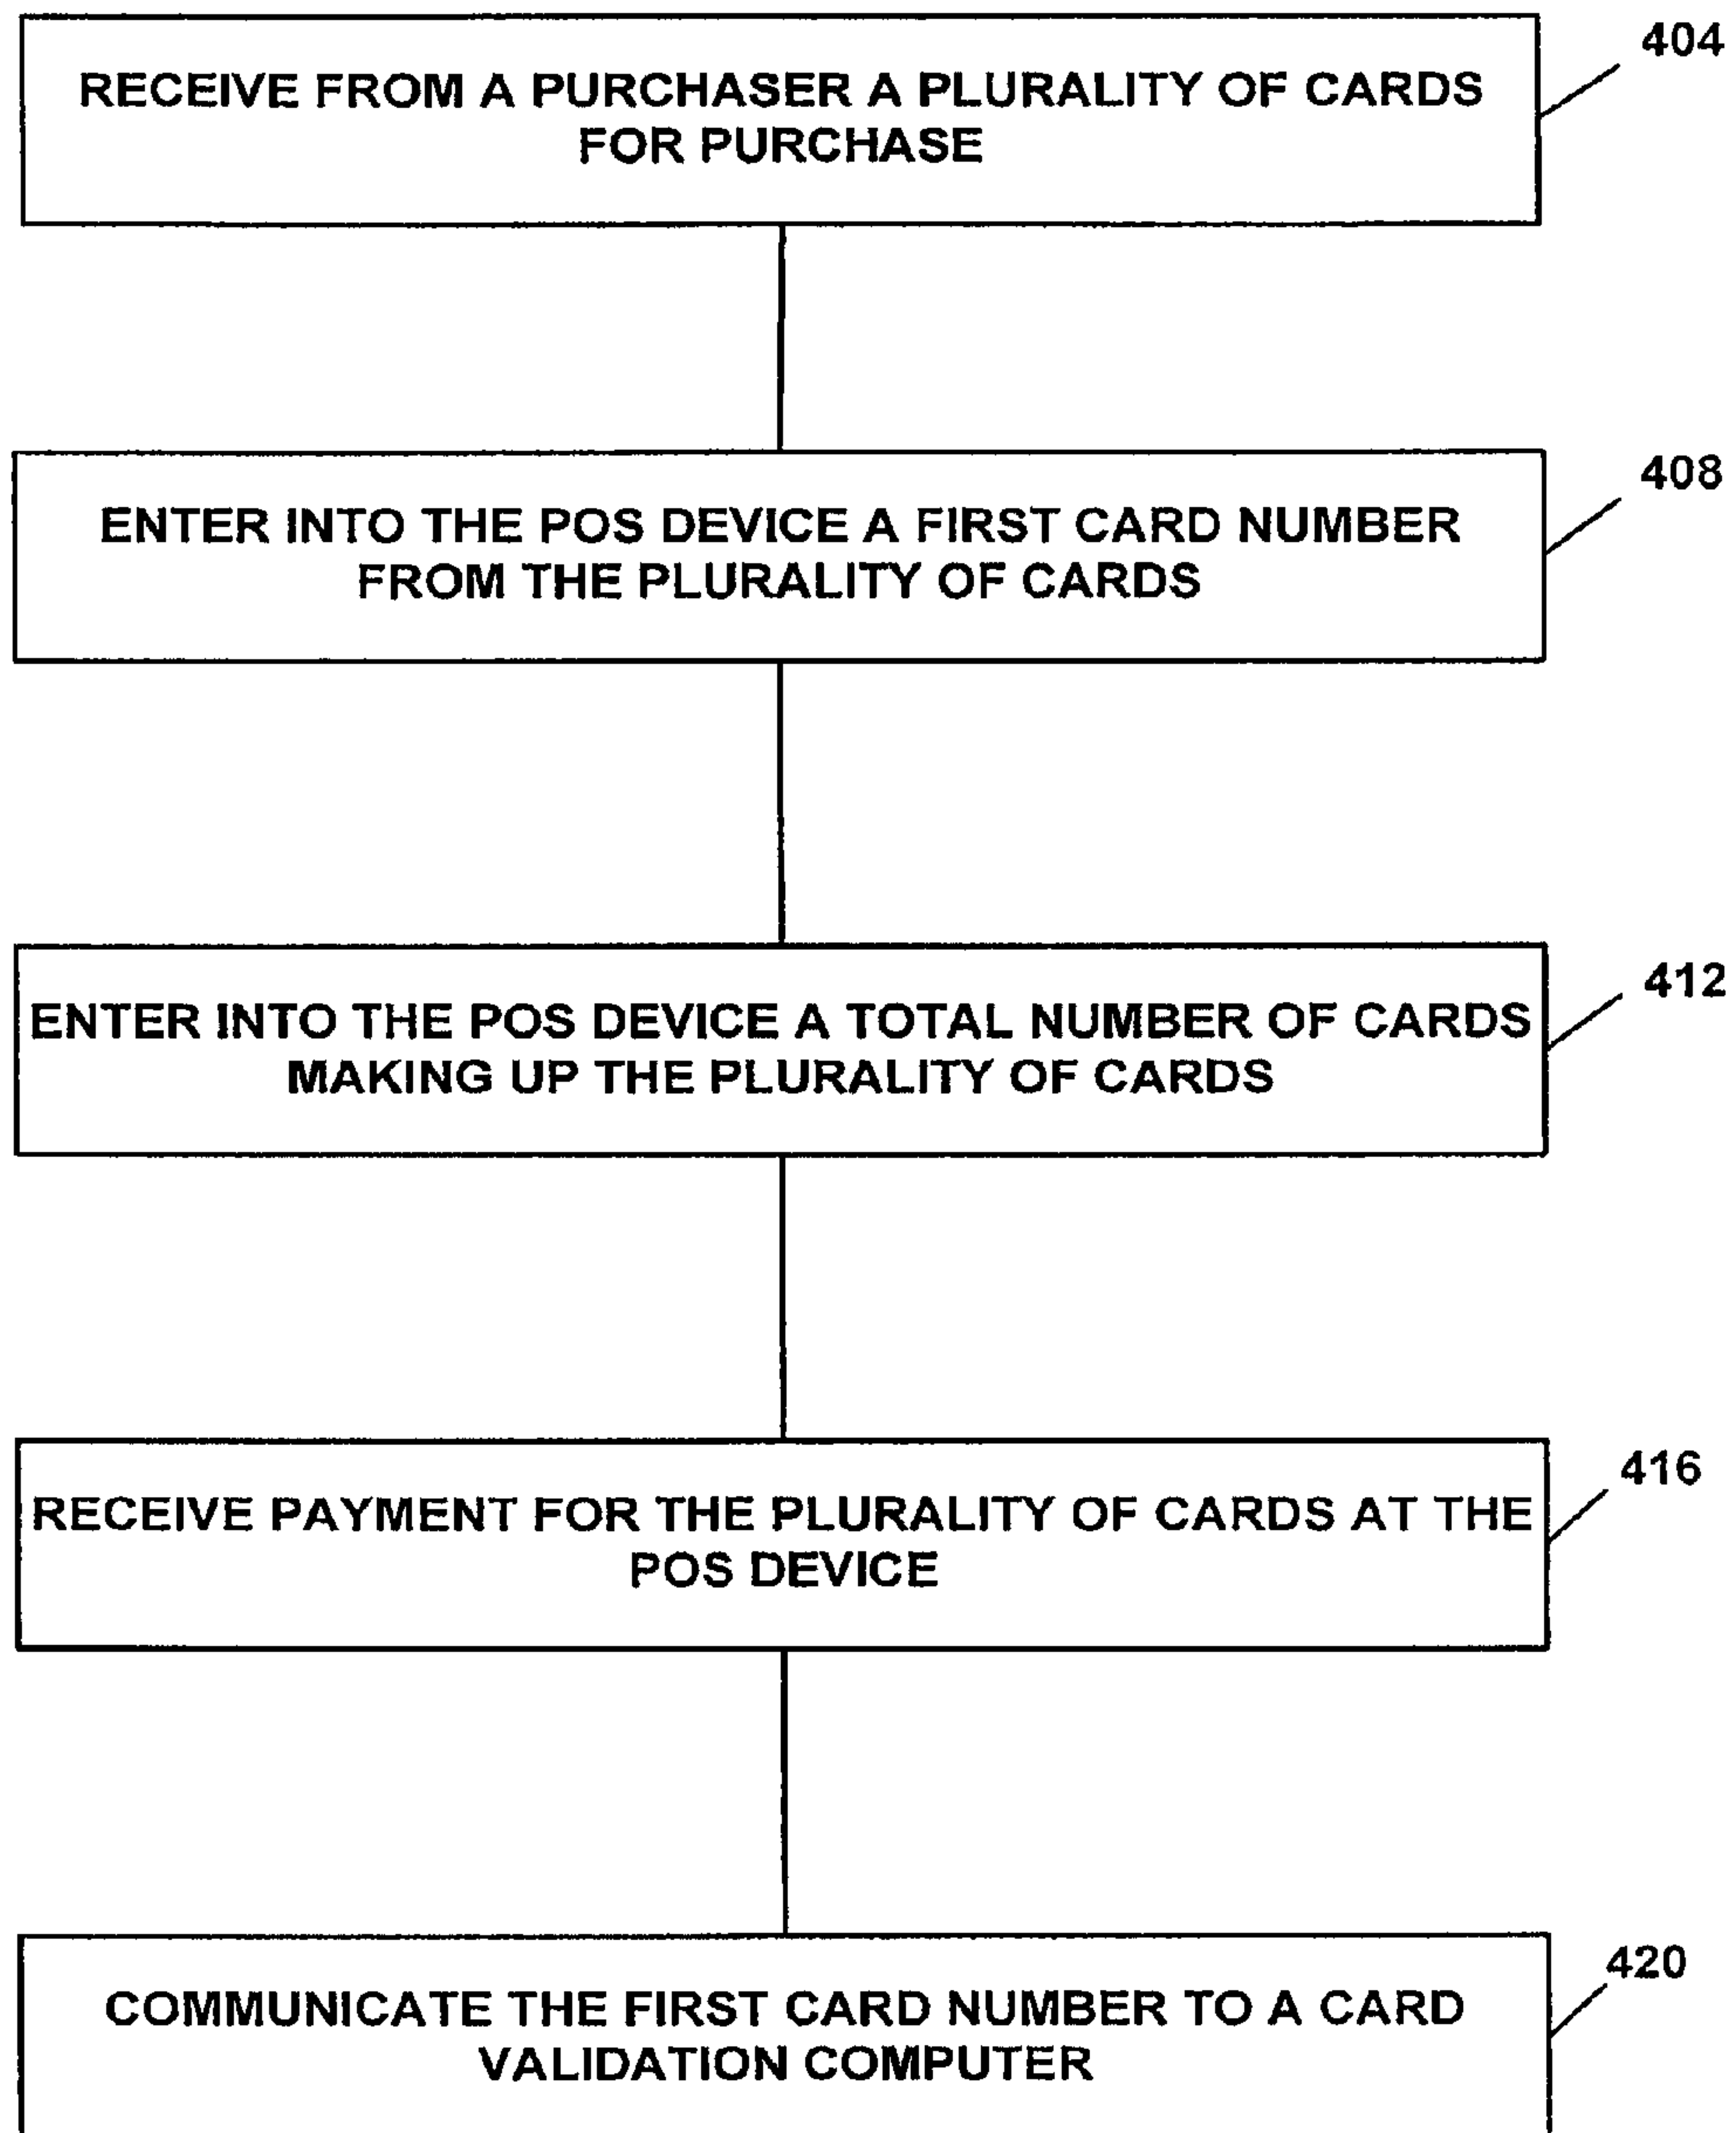 404
RECEIVE FROM A PURCHASER A PLURALITY OF CARDS
FOR PURCHASE
408
ENTER INTO THE POS DEVICE A FIRST CARD NUMBER
FROM THE PLURALITY OF CARDS
412
ENTER INTO THE POS DEVICE A TOTAL NUMBER OF CARDS
MAKING UP THE PLURALITY OF CARDS
416
RECEIVE PAYMENT FOR THE PLURALITY OF CARDS AT THE
POS DEVICE
420
COMMUNICATE THE FIRST CARD NUMBER TO A CARD
VALIDATION COMPUTER